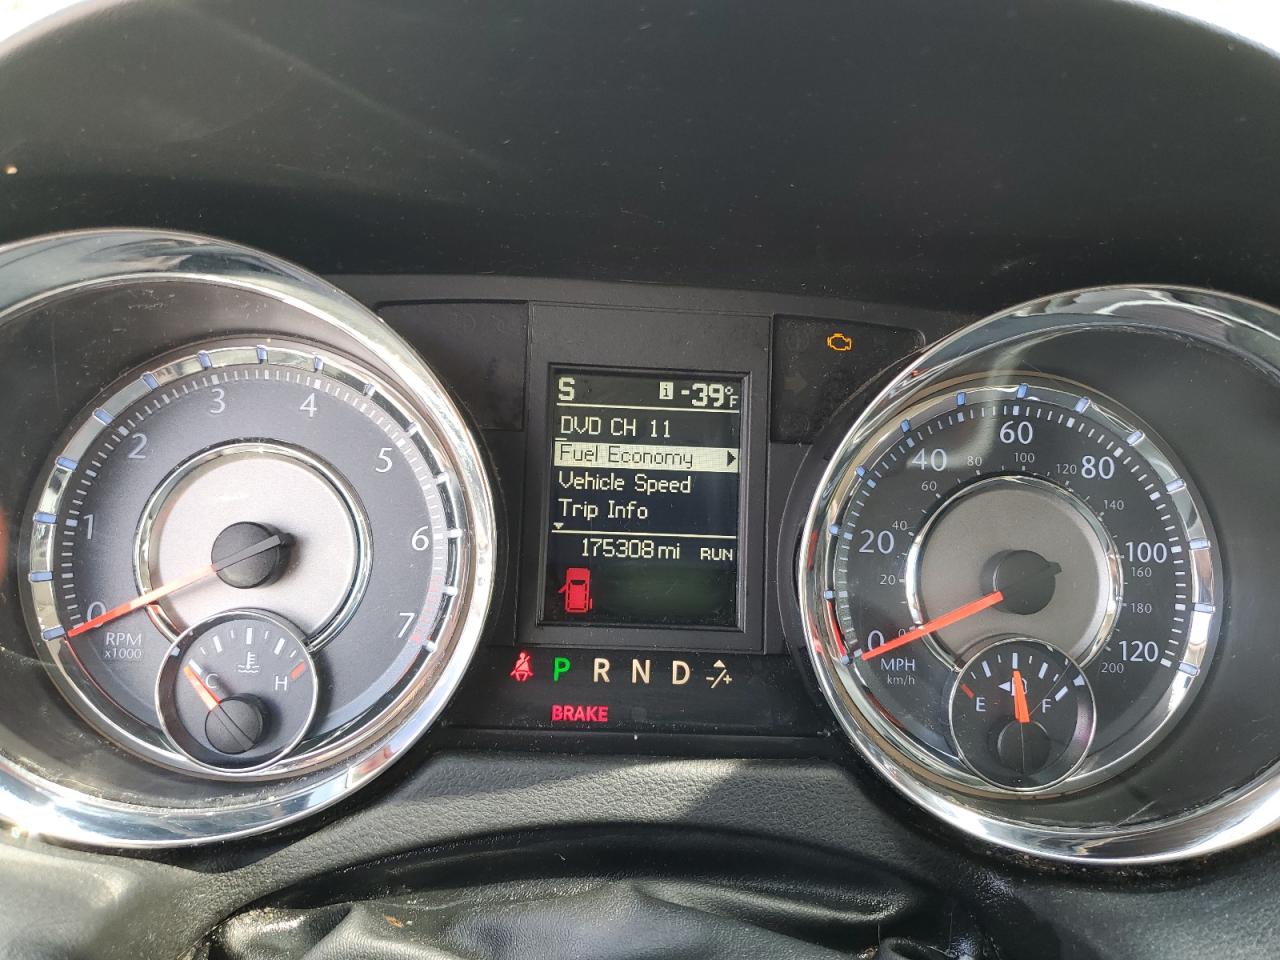 S i -39°F
DVD CH 11
Fuel Economy
Vehicle Speed
Trip Info
175308 mi RUN
P R N D -/+
BRAKE
0 1 2 3 4 5 6 7
RPM
x1000
C H
0 20 40 60 80 100 120
0 20 40 60 80 100 120 140 160 180 200
MPH
km/h
E F